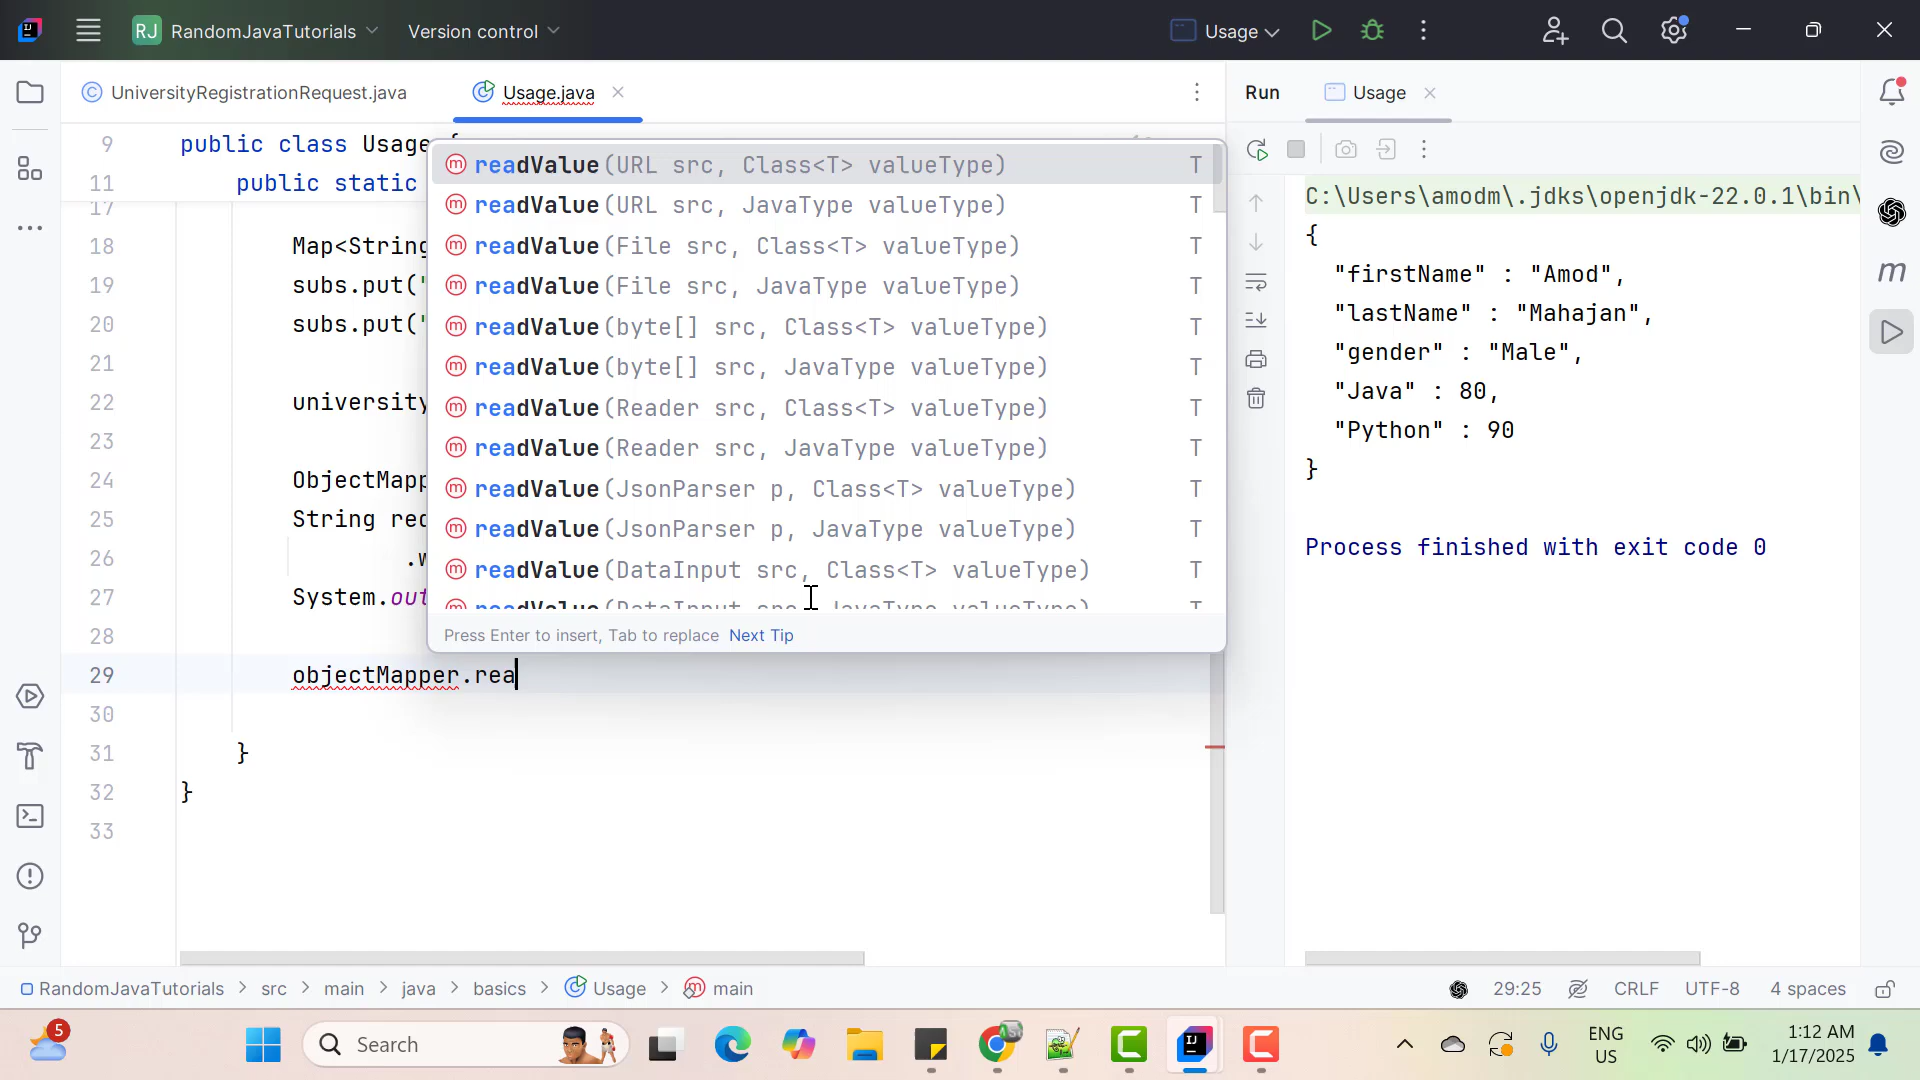 RJ RandomJavaTutorials Version control Usage
UniversityRegistrationRequest.java Usage.java Run Usage
9 public class Usage {
11 public static
17
18 Map<String
19 subs.put("
20 subs.put("
21
22 university
23
24 ObjectMapp
25 String req
26 .w
27 System.out
28
29 objectMapper.rea
30
31 }
32 }
33
readValue(URL src, Class<T> valueType) T
readValue(URL src, JavaType valueType) T
readValue(File src, Class<T> valueType) T
readValue(File src, JavaType valueType) T
readValue(byte[] src, Class<T> valueType) T
readValue(byte[] src, JavaType valueType) T
readValue(Reader src, Class<T> valueType) T
readValue(Reader src, JavaType valueType) T
readValue(JsonParser p, Class<T> valueType) T
readValue(JsonParser p, JavaType valueType) T
readValue(DataInput src, Class<T> valueType) T
readValue(DataInput src, JavaType valueType) T
Press Enter to insert, Tab to replace Next Tip
C:\Users\amodm\.jdks\openjdk-22.0.1\bin\
{
"firstName" : "Amod",
"lastName" : "Mahajan",
"gender" : "Male",
"Java" : 80,
"Python" : 90
}
Process finished with exit code 0
RandomJavaTutorials > src > main > java > basics > Usage > main 29:25 CRLF UTF-8 4 spaces
5 Search ENG US 1:12 AM 1/17/2025